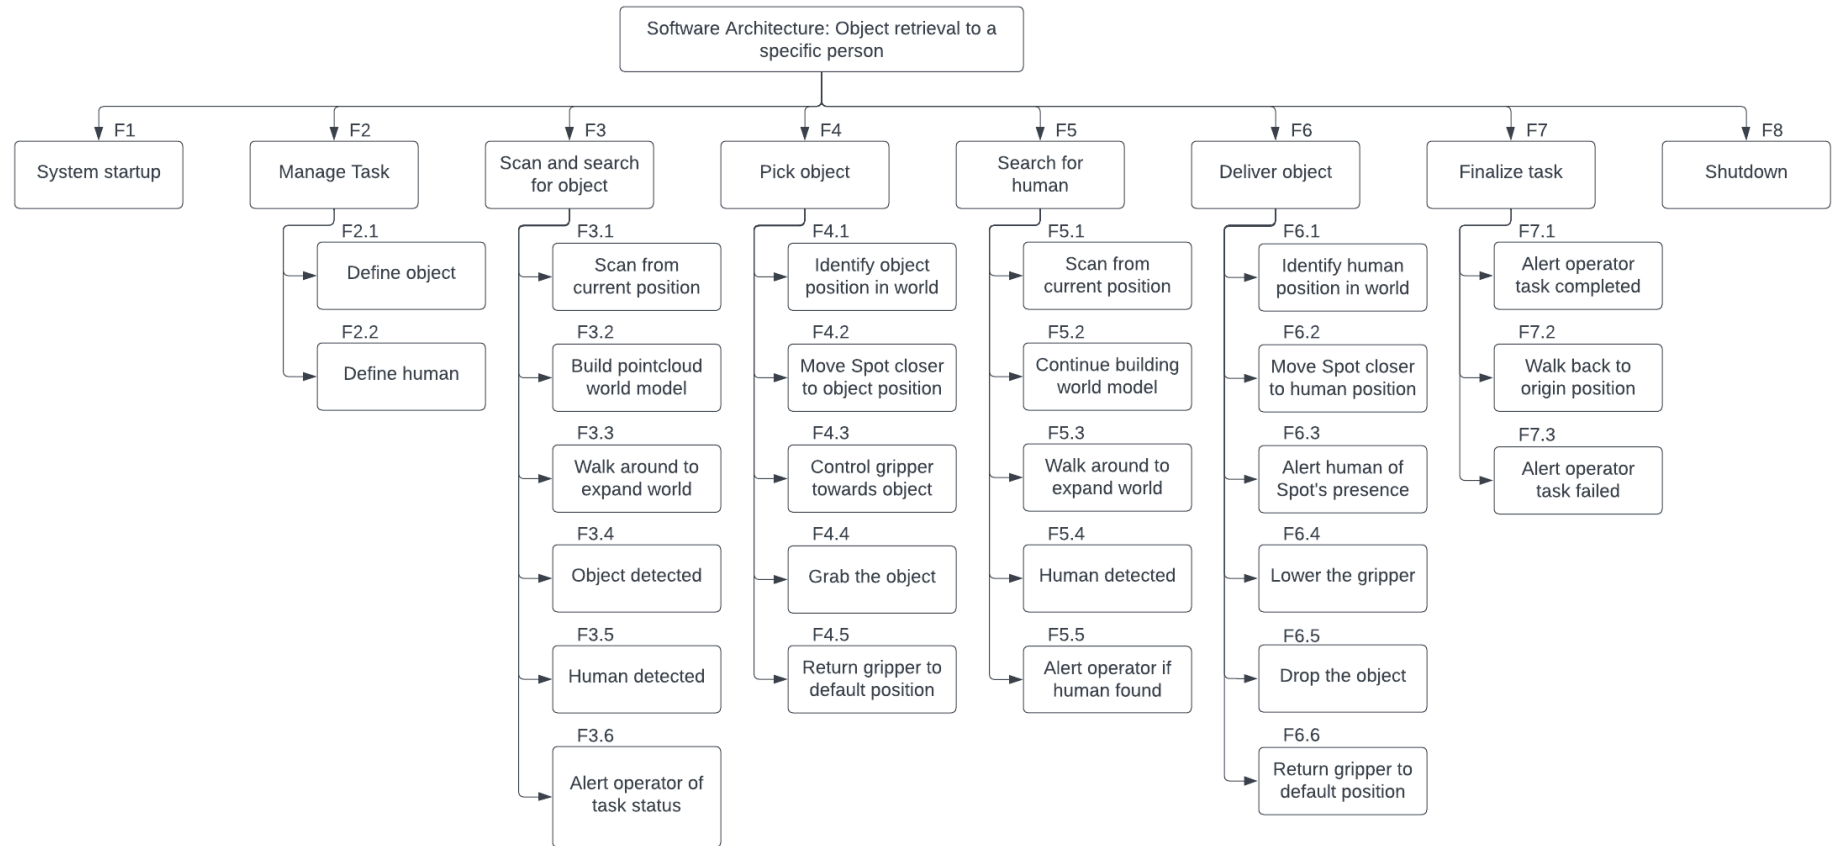 Software Architecture: Object retrieval to a
specific person
F1
System startup
F2
Manage Task
F2.1
Define object
F2.2
Define human
F3
Scan and search
for object
F3.1
Scan from
current position
F3.2
Build pointcloud
world model
F3.3
Walk around to
expand world
F3.4
Object detected
F3.5
Human detected
F3.6
Alert operator of
task status
F4
Pick object
F4.1
Identify object
position in world
F4.2
Move Spot closer
to object position
F4.3
Control gripper
towards object
F4.4
Grab the object
F4.5
Return gripper to
default position
F5
Search for
human
F5.1
Scan from
current position
F5.2
Continue building
world model
F5.3
Walk around to
expand world
F5.4
Human detected
F5.5
Alert operator if
human found
F6
Deliver object
F6.1
Identify human
position in world
F6.2
Move Spot closer
to human position
F6.3
Alert human of
Spot's presence
F6.4
Lower the gripper
F6.5
Drop the object
F6.6
Return gripper to
default position
F7
Finalize task
F7.1
Alert operator
task completed
F7.2
Walk back to
origin position
F7.3
Alert operator
task failed
F8
Shutdown